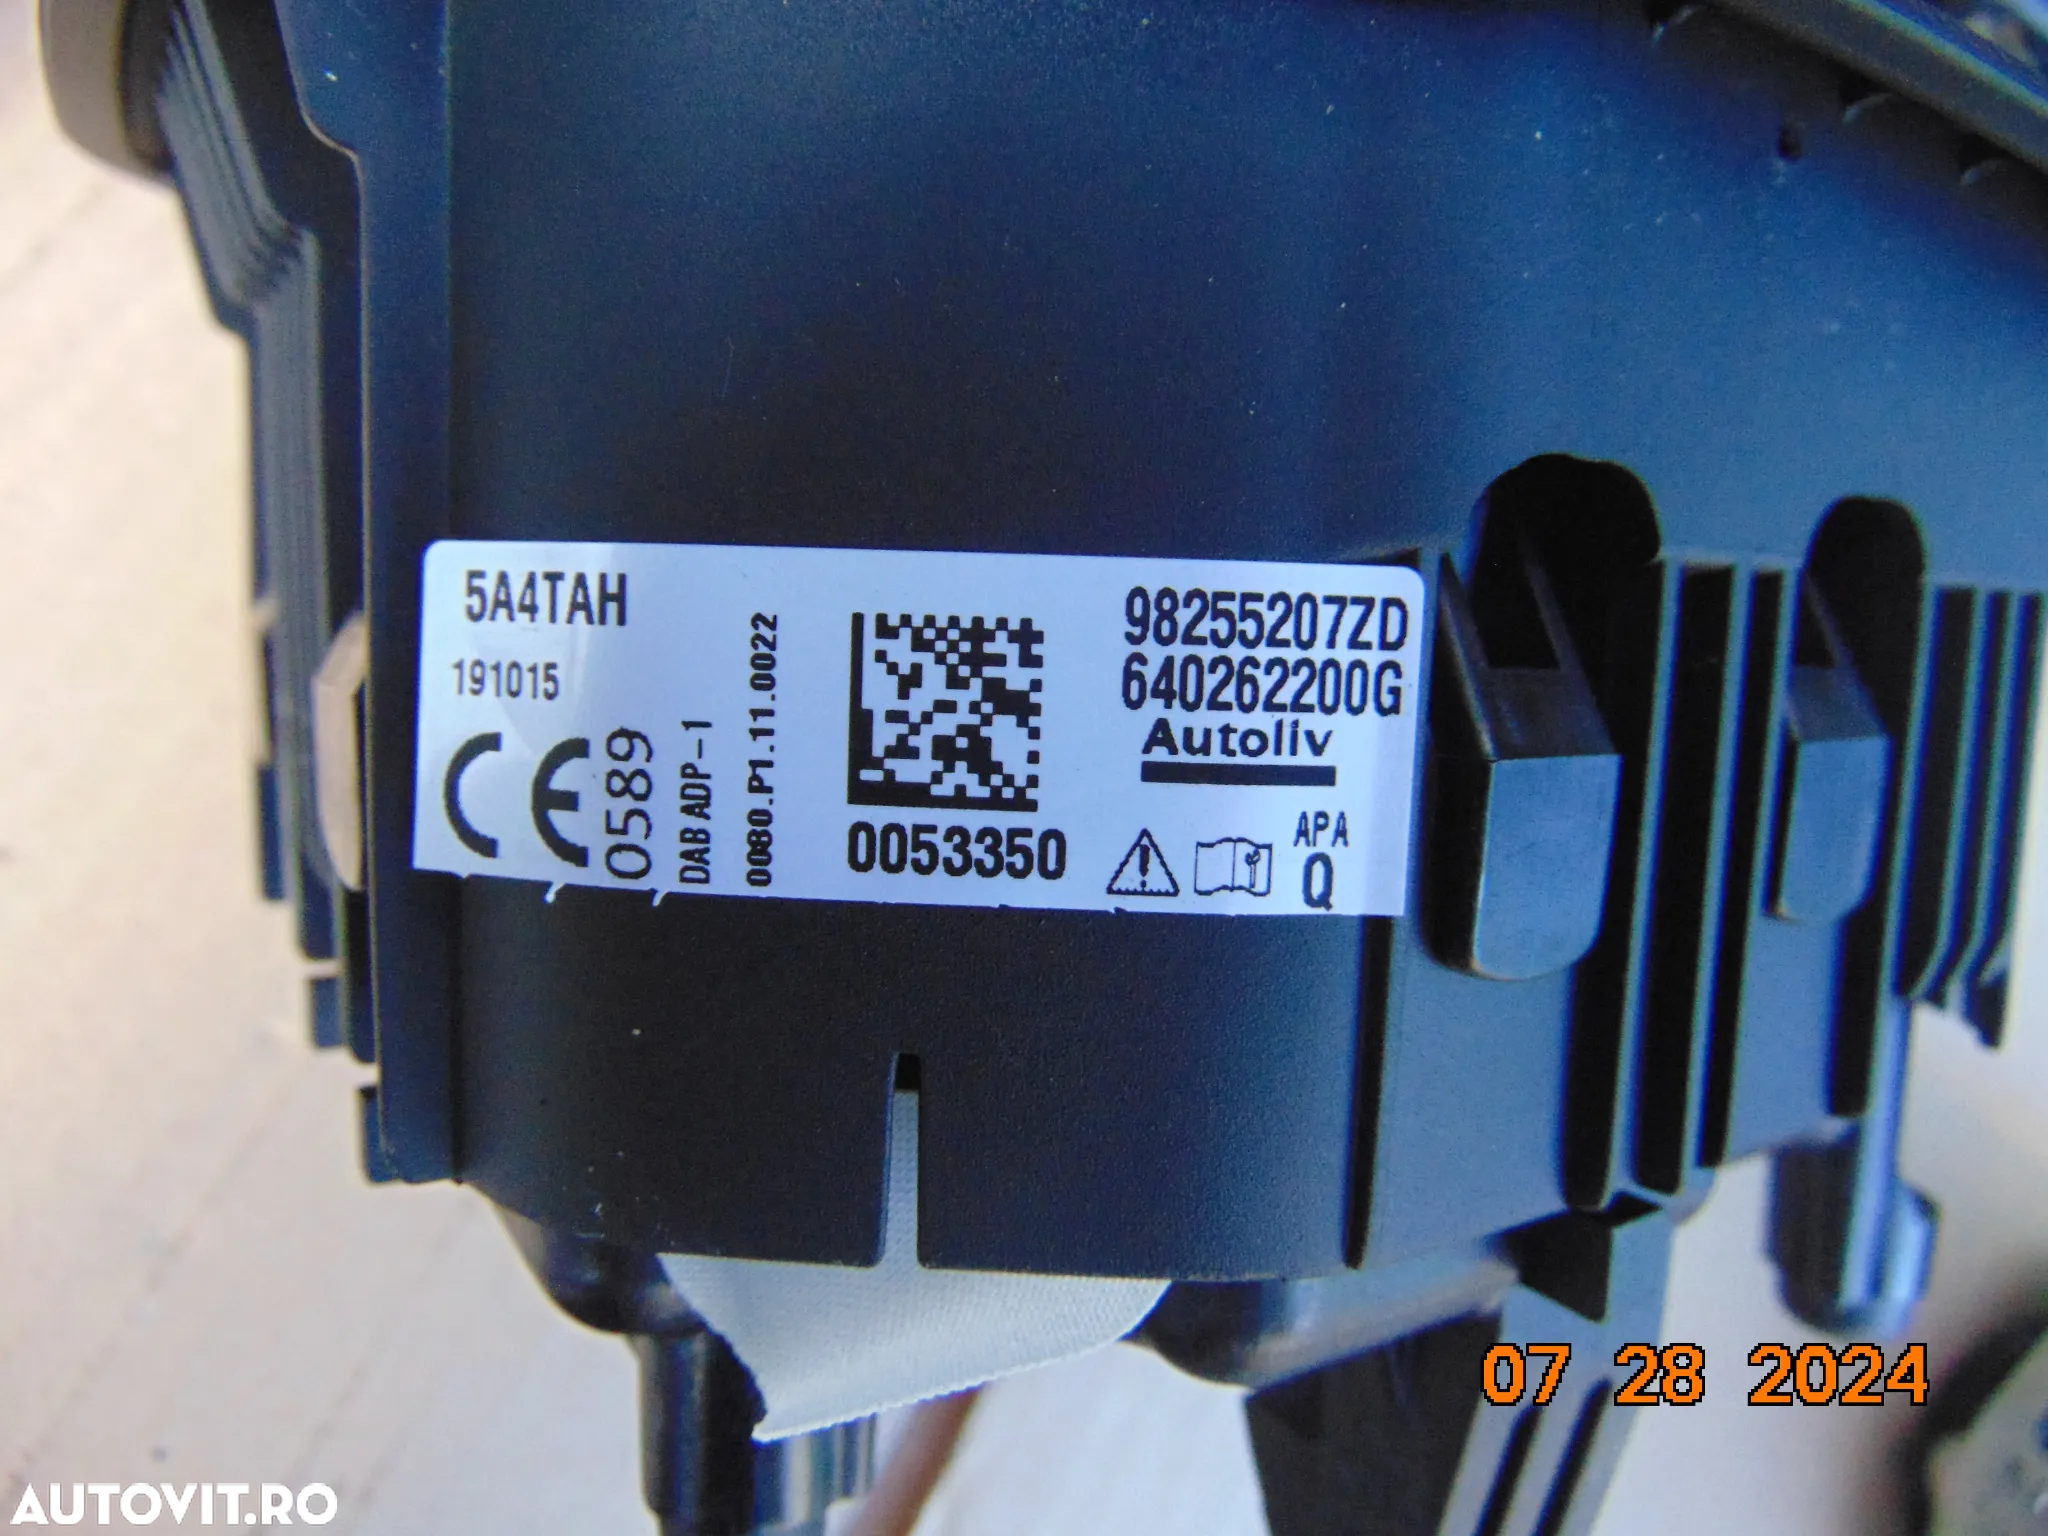 5A4TAH
191015
CE
0589
DAB ADP-1
0080.P1.11.0022
0053350
98255207ZD
640262200G
Autoliv
APA
Q
07 28 2024
AUTOVIT.RO